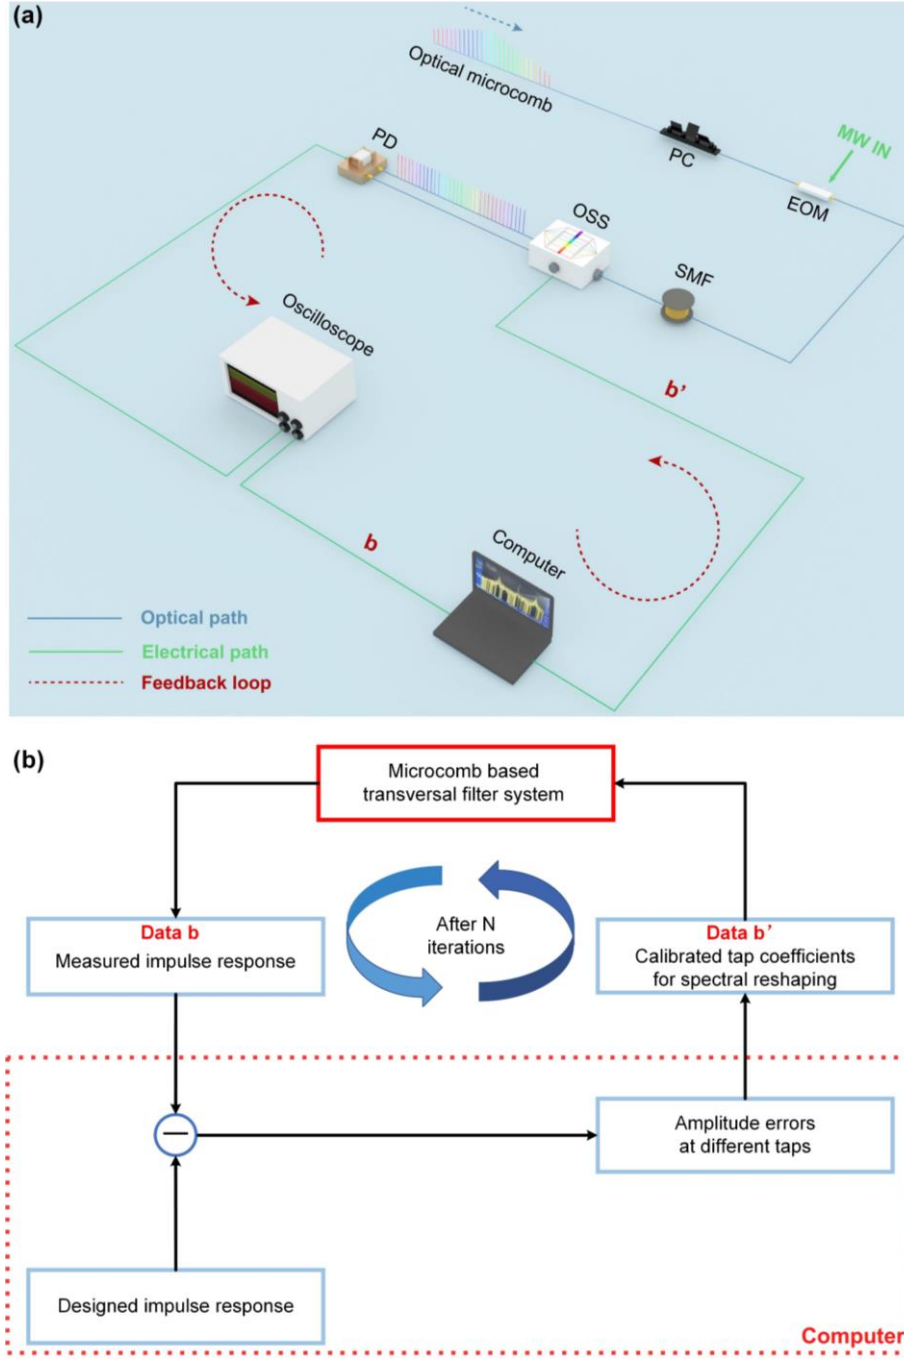 (a)
Optical microcomb
PC
MW IN
EOM
PD
OSS
SMF
Oscilloscope
b'
b
Computer
Optical path
Electrical path
Feedback loop
(b)
Microcomb based
transversal filter system
Data b
Measured impulse response
After N
iterations
Data b'
Calibrated tap coefficients
for spectral reshaping
—
Amplitude errors
at different taps
Designed impulse response
Computer